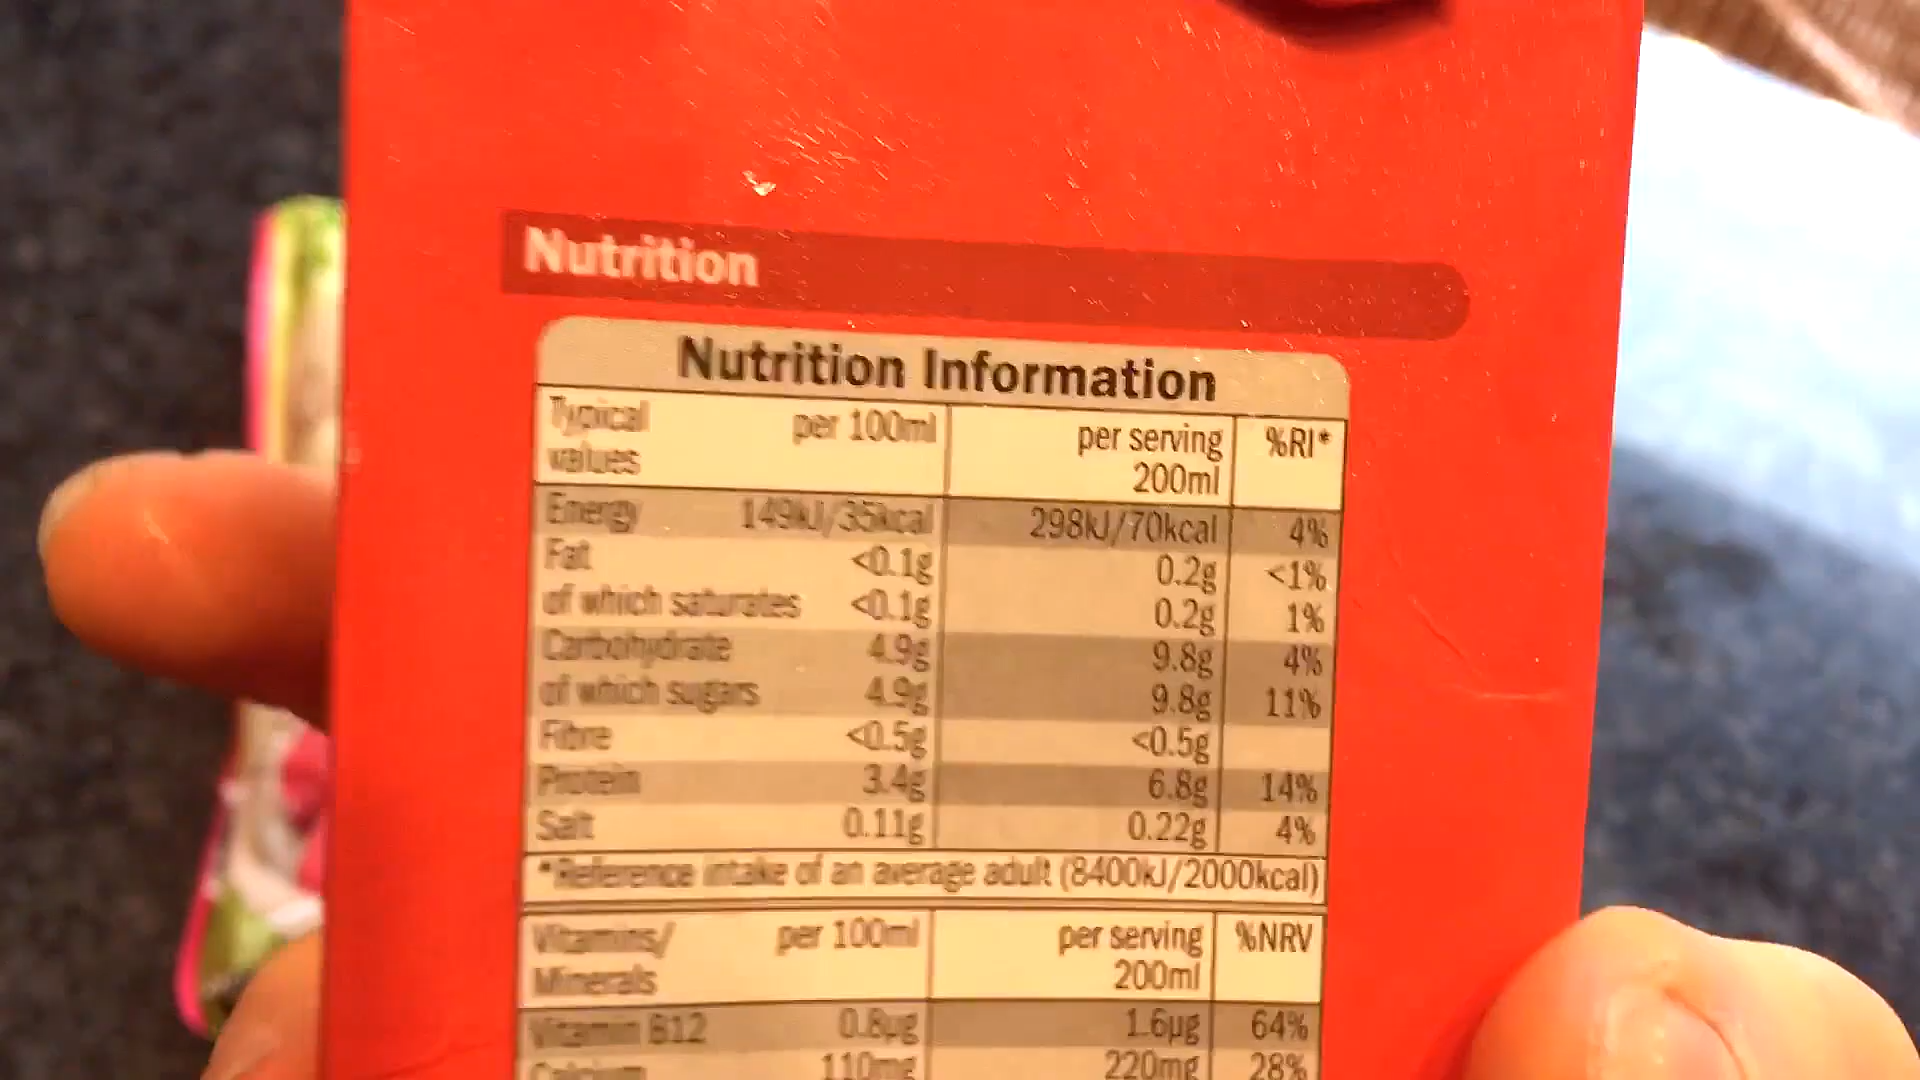 Nutrition
Nutrition Information
Typical values per 100ml per serving 200ml %RI*
Energy 149kJ/35kcal 298kJ/70kcal 4%
Fat <0.1g 0.2g <1%
of which saturates <0.1g 0.2g 1%
Carbohydrate 4.9g 9.8g 4%
of which sugars 4.9g 9.8g 11%
Fibre <0.5g <0.5g
Protein 3.4g 6.8g 14%
Salt 0.11g 0.22g 4%
*Reference intake of an average adult (8400kJ/2000kcal)
Vitamins/Minerals per 100ml per serving 200ml %NRV
Vitamin B12 0.8µg 1.6µg 64%
Calcium 110mg 220mg 28%